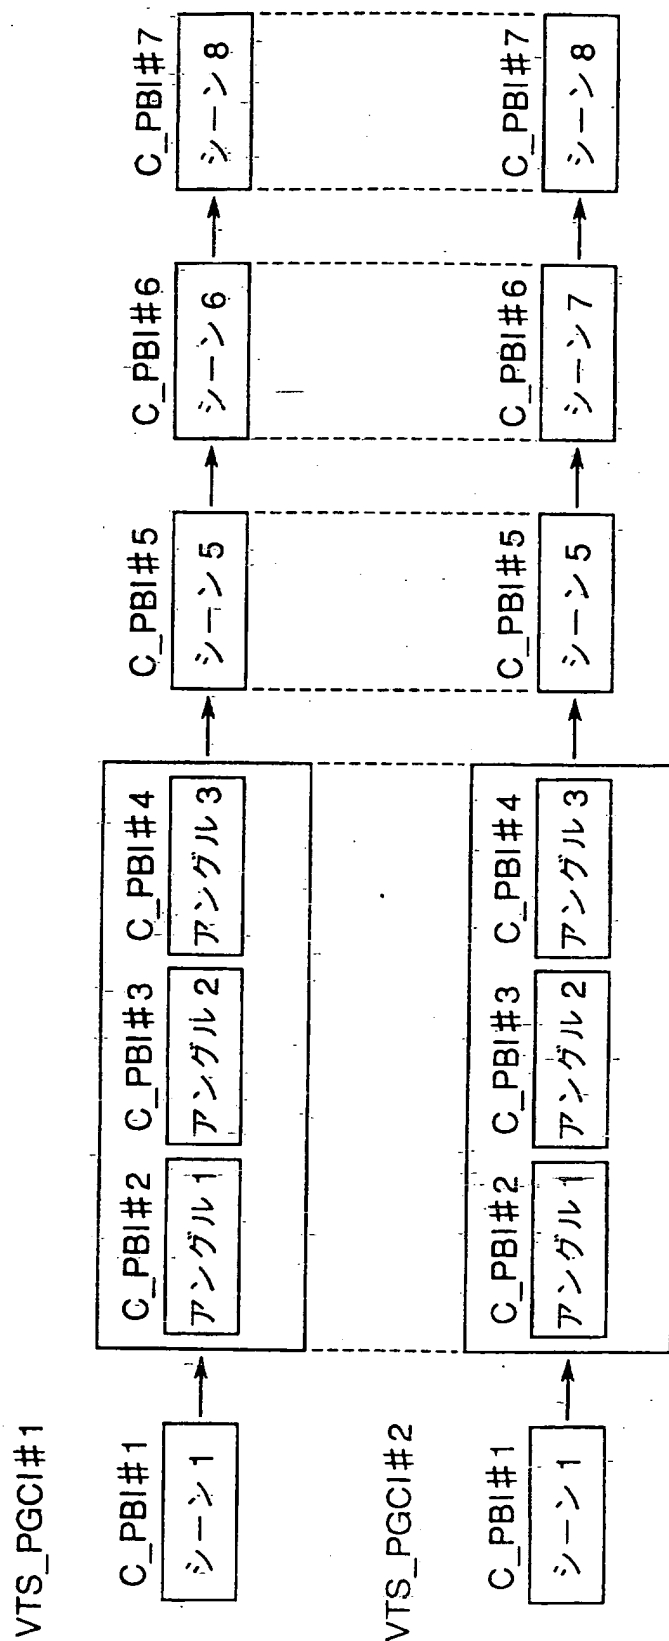 VTS_PGCI#1
C_PBI#1 C_PBI#2 C_PBI#3 C_PBI#4 C_PBI#5 C_PBI#6 C_PBI#7
シーン1 アングル1 アングル2 アングル3 シーン5 シーン6 シーン8
VTS_PGCI#2
C_PBI#1 C_PBI#2 C_PBI#3 C_PBI#4 C_PBI#5 C_PBI#6 C_PBI#7
シーン1 アングル1 アングル2 アングル3 シーン5 シーン7 シーン8